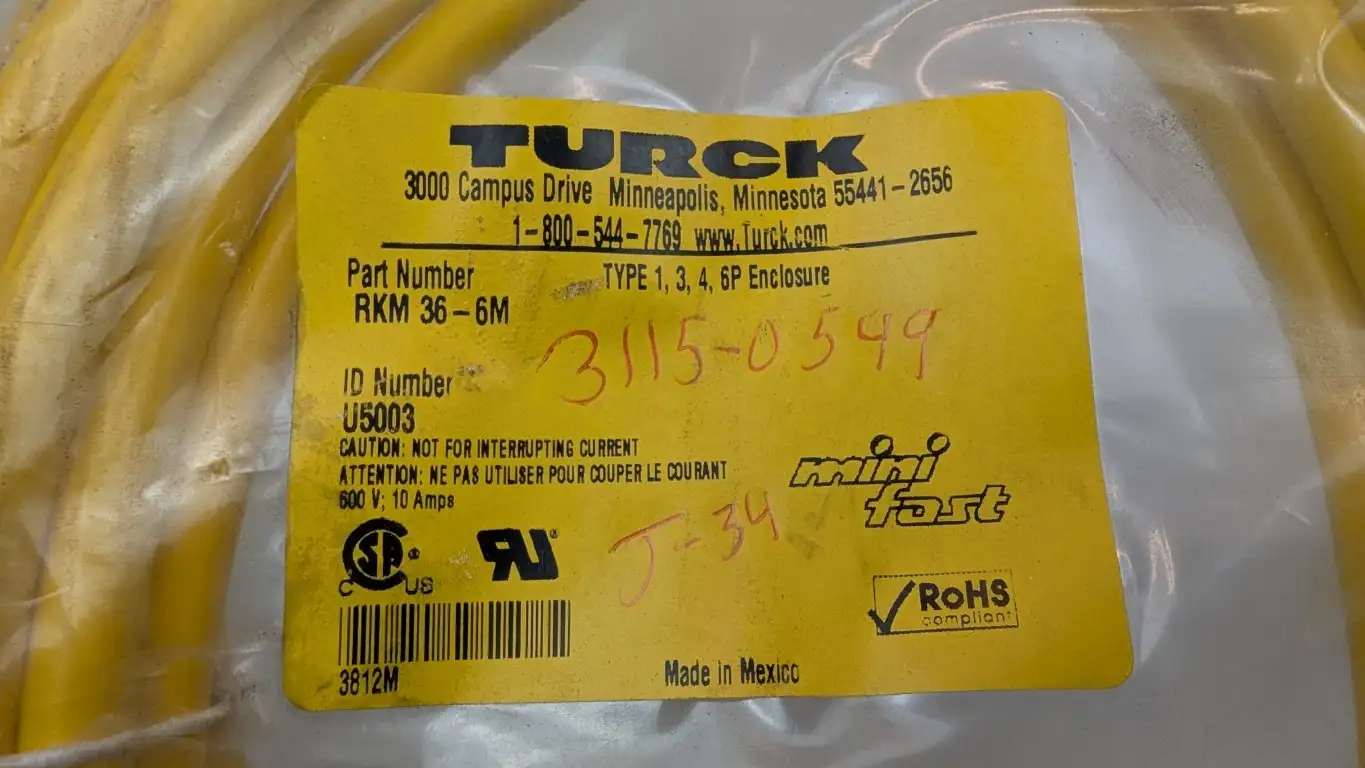 TURCK
3000 Campus Drive Minneapolis, Minnesota 55441-2656
1-800-544-7769 www.Turck.com
Part Number
TYPE 1, 3, 4, 6P Enclosure
RKM 36-6M
3115-0549
ID Number
U5003
CAUTION: NOT FOR INTERRUPTING CURRENT
ATTENTION: NE PAS UTILISER POUR COUPER LE COURANT
600 V; 10 Amps
mini
fast
J-34
C SA ® US
RU ®
RoHS
compliant
3812M
Made in Mexico